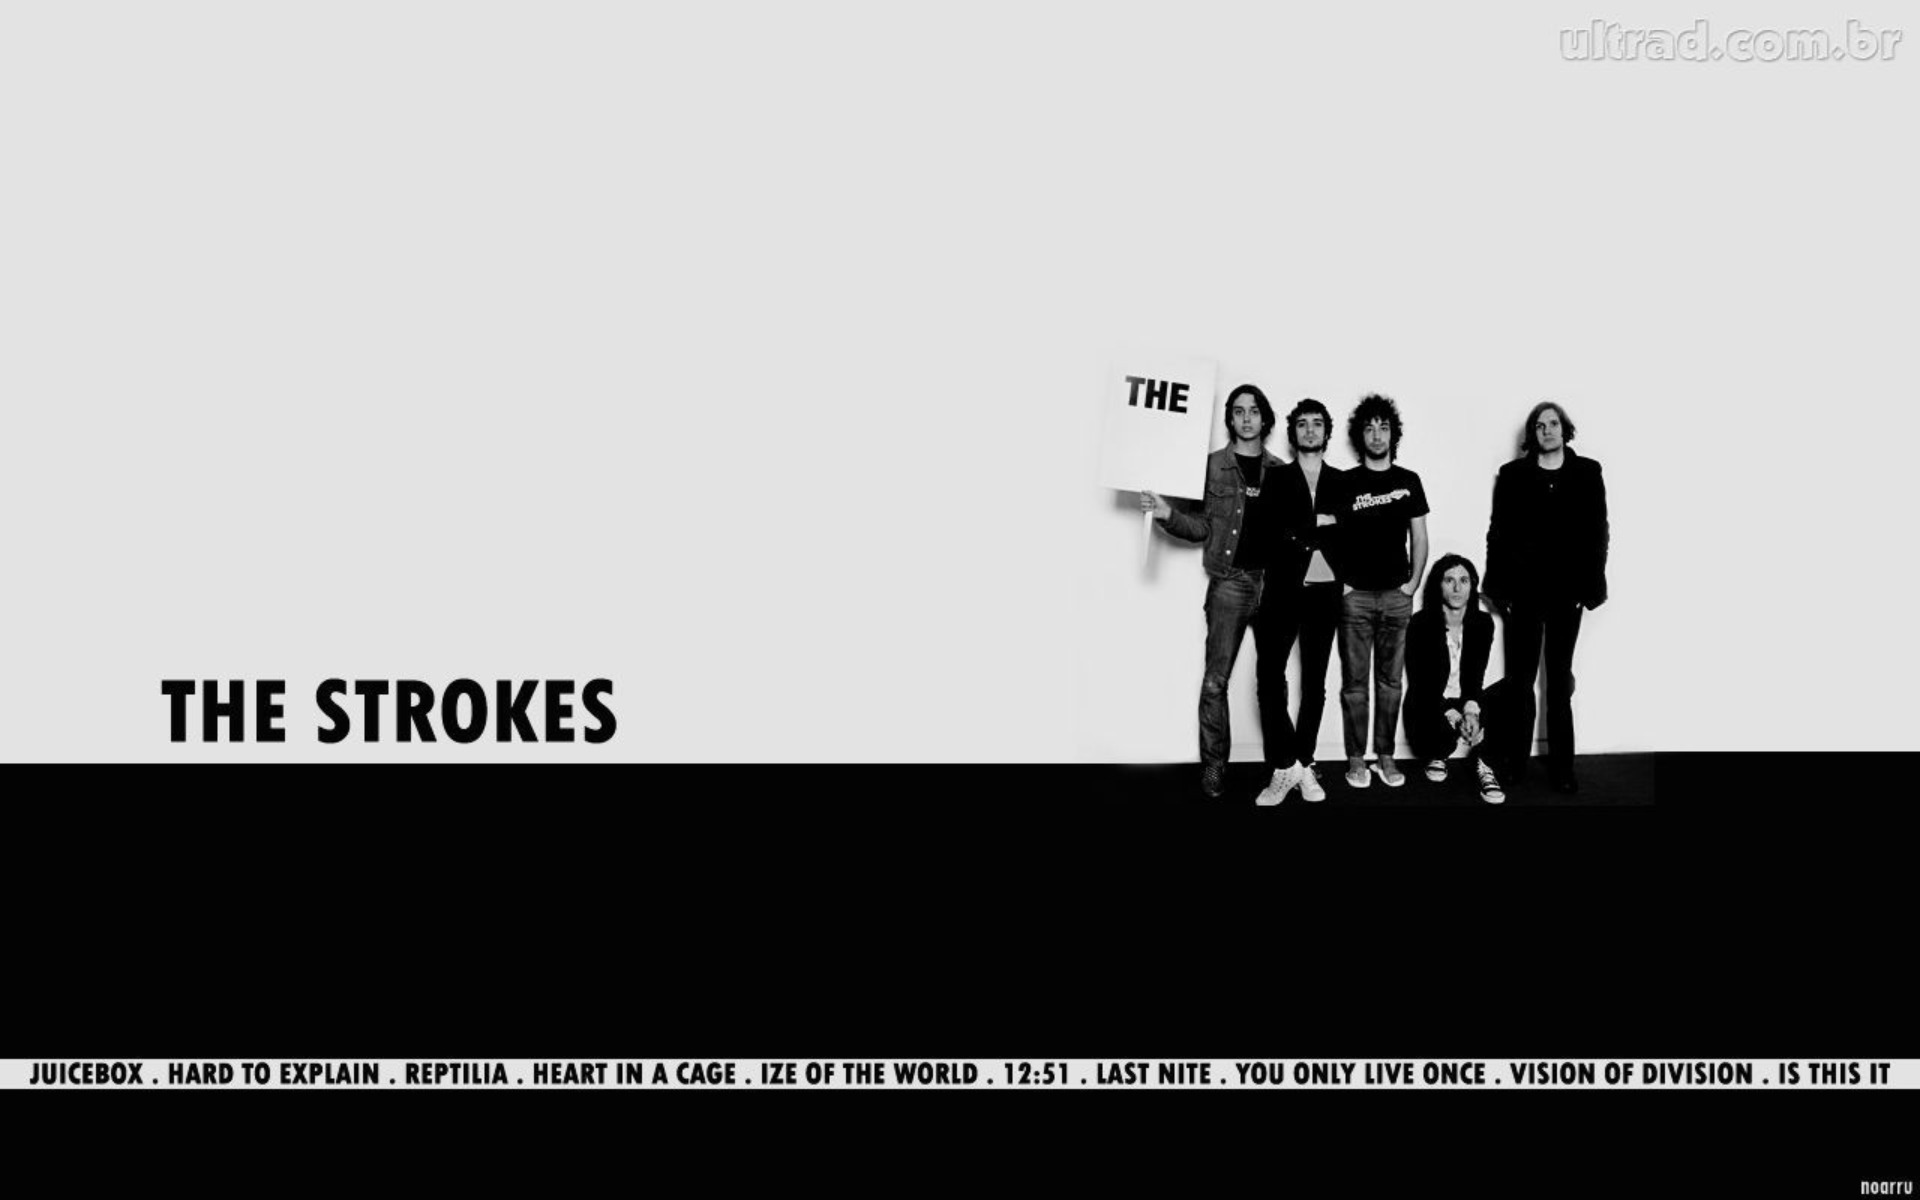 ultrad.com.br
THE
THE
STROKES
THE STROKES
JUICEBOX . HARD TO EXPLAIN . REPTILIA . HEART IN A CAGE . IZE OF THE WORLD . 12:51 . LAST NITE . YOU ONLY LIVE ONCE . VISION OF DIVISION . IS THIS IT
noarru